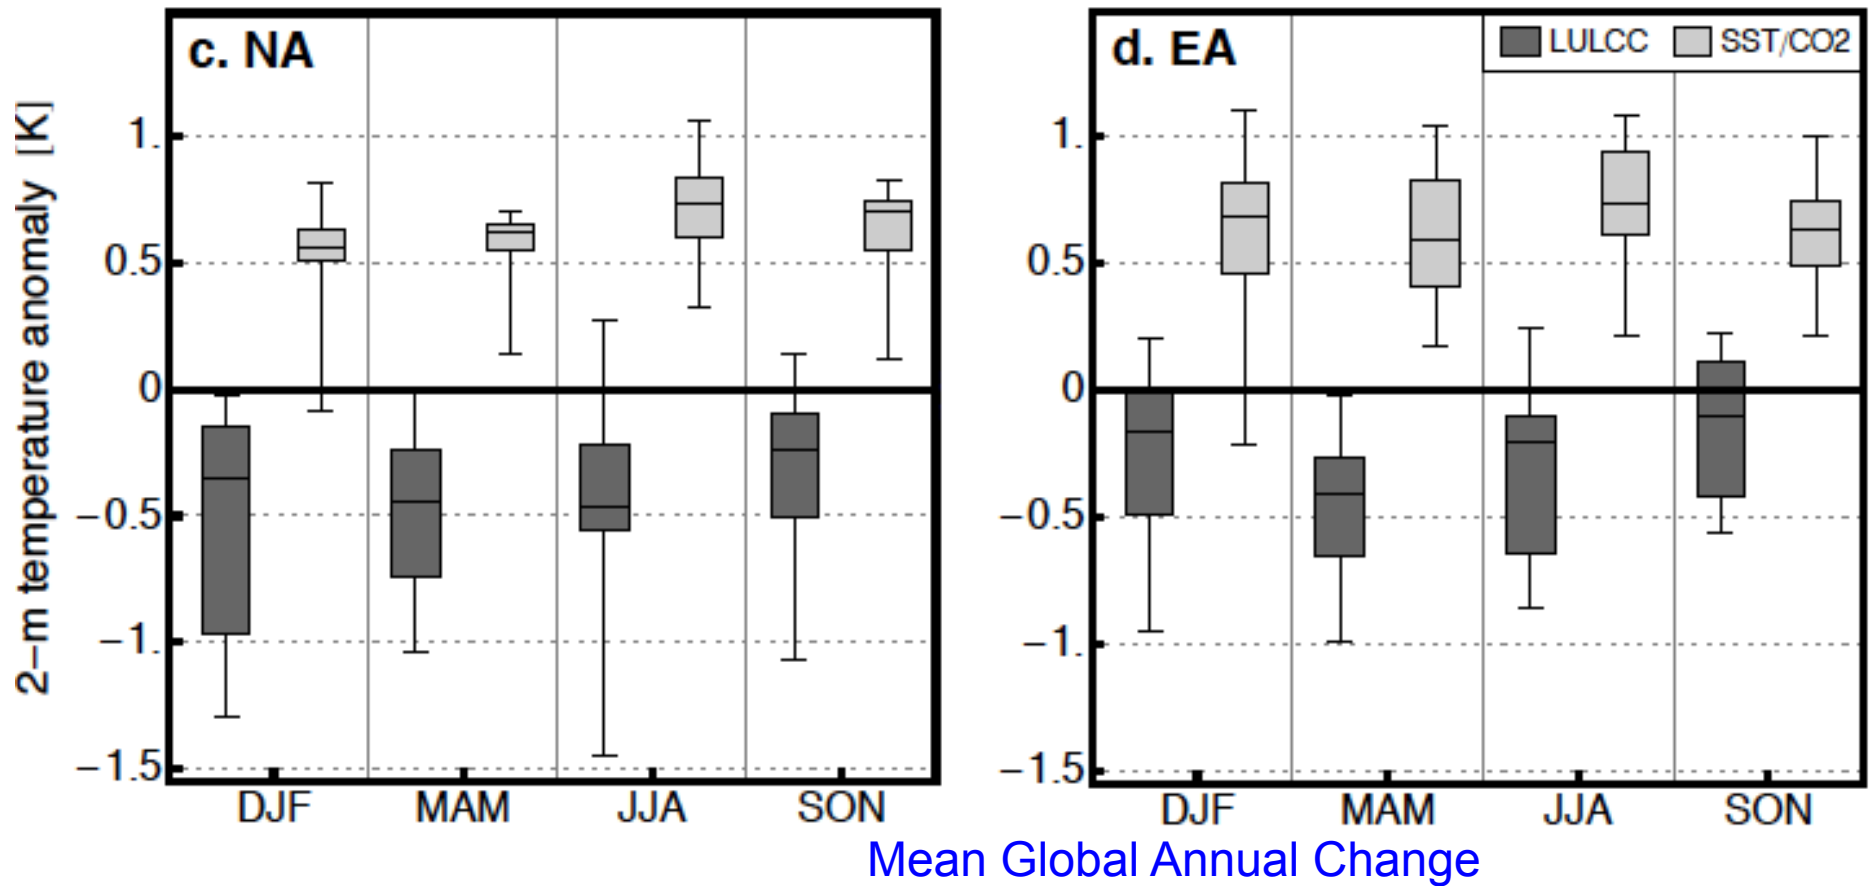 c. NA
d. EA
LULCC
SST/CO2
2-m temperature anomaly [K]
1.
0.5
0
-0.5
-1.
-1.5
1.
0.5
0
-0.5
-1.
-1.5
DJF MAM JJA SON
DJF MAM JJA SON
Mean Global Annual Change